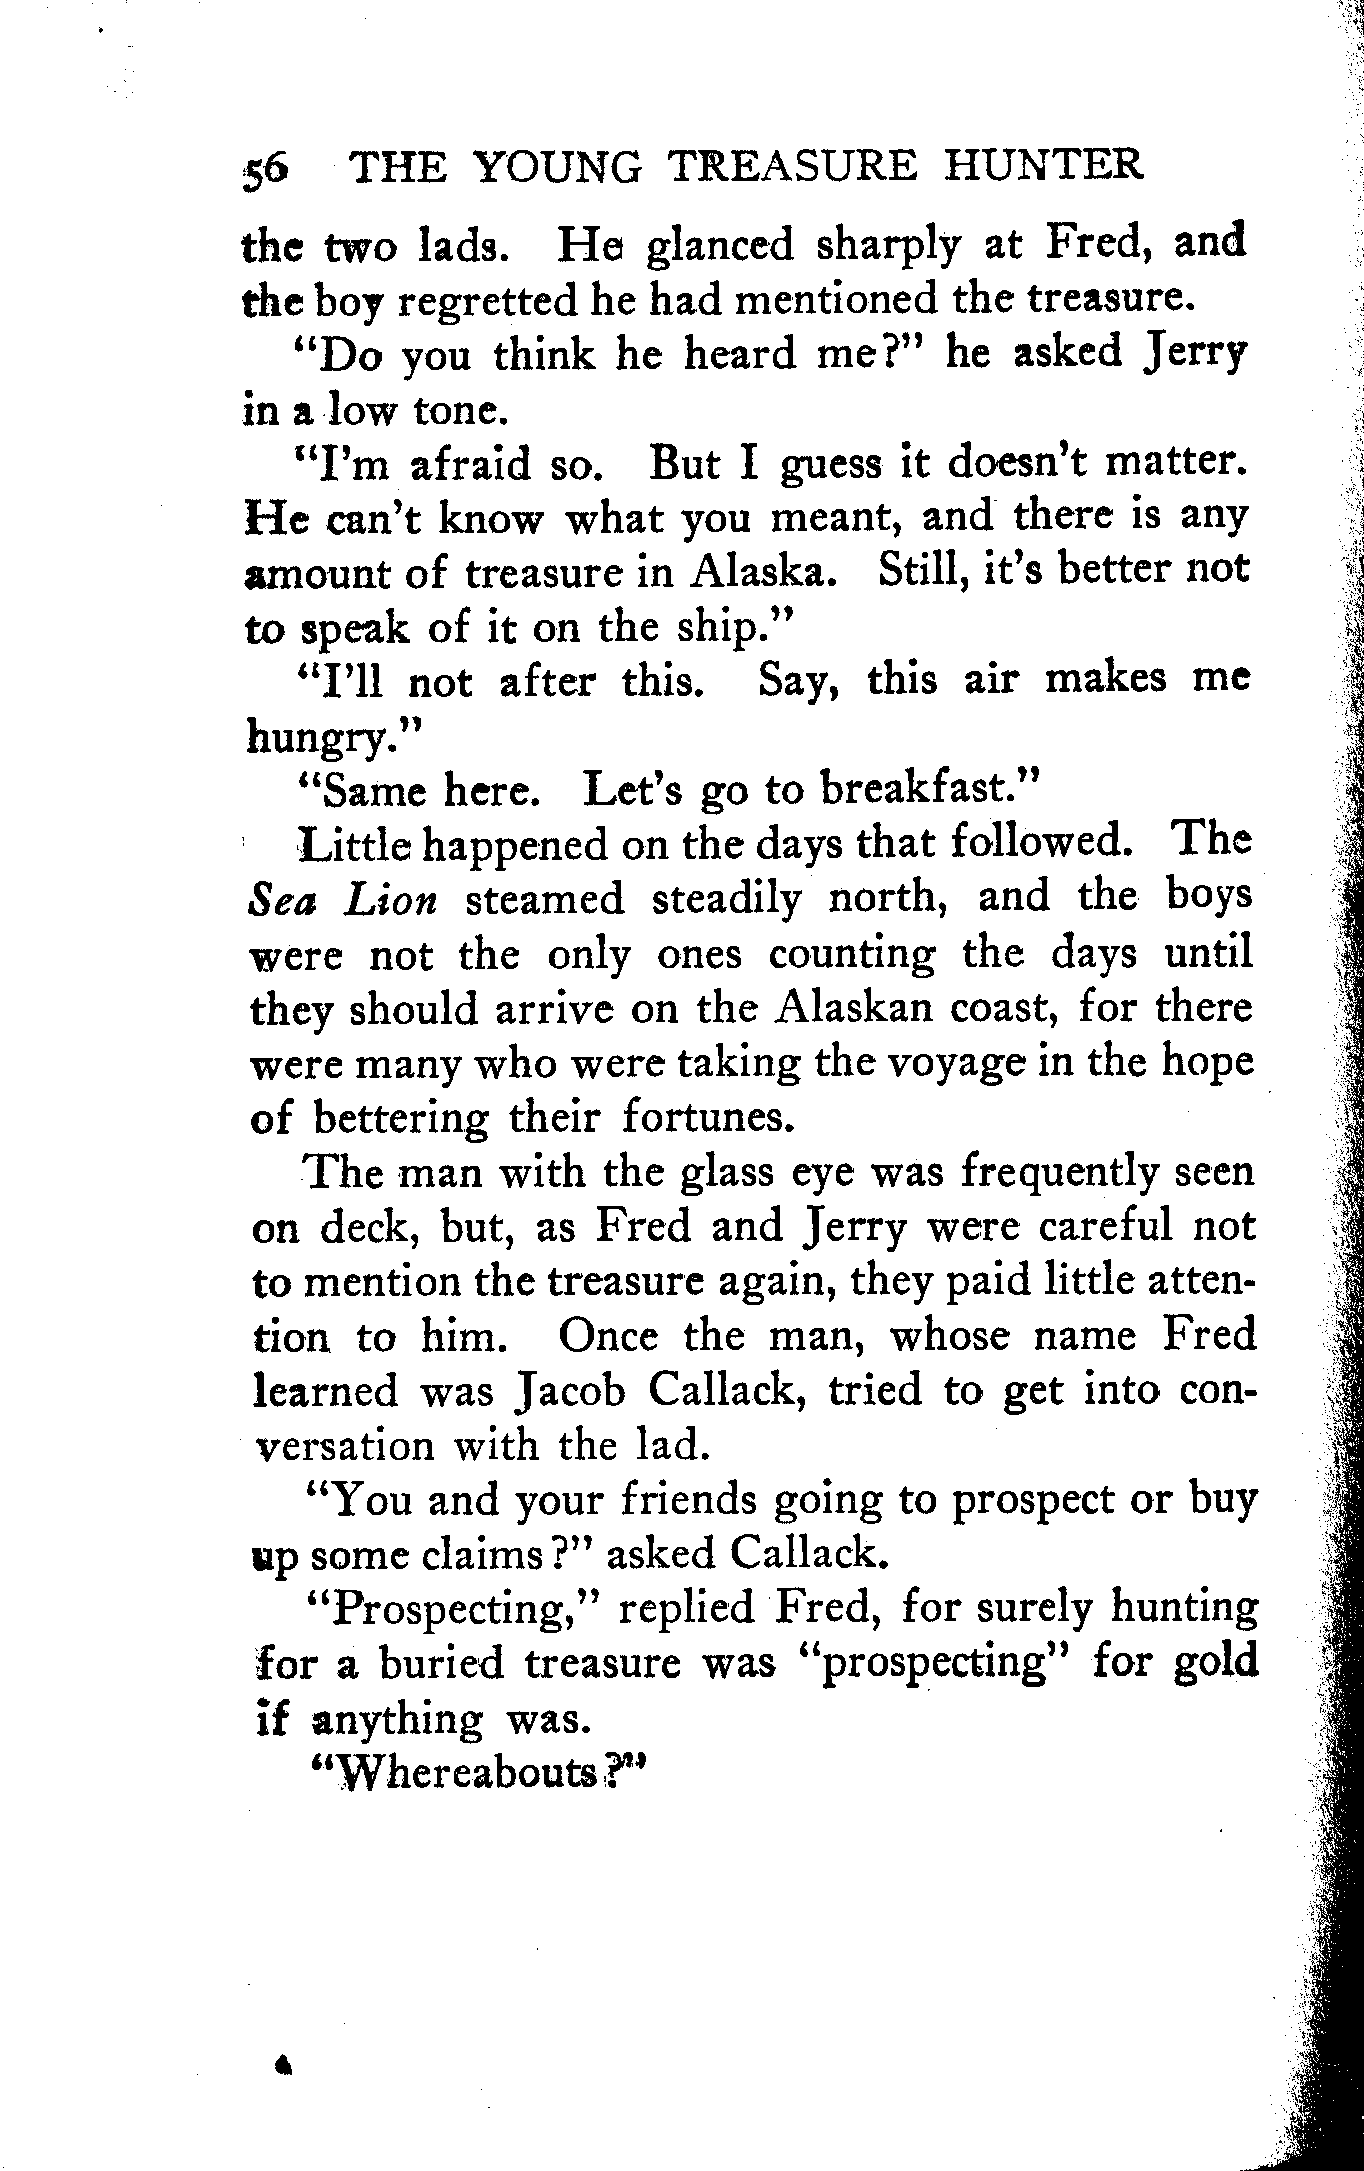 56 THE YOUNG TREASURE HUNTER
the two lads. He glanced sharply at Fred, and
the boy regretted he had mentioned the treasure.
"Do you think he heard me?" he asked Jerry
in a low tone.
"I'm afraid so. But I guess it doesn't matter.
He can't know what you meant, and there is any
amount of treasure in Alaska. Still, it's better not
to speak of it on the ship."
"I'll not after this. Say, this air makes me
hungry."
"Same here. Let's go to breakfast."
Little happened on the days that followed. The
Sea Lion steamed steadily north, and the boys
were not the only ones counting the days until
they should arrive on the Alaskan coast, for there
were many who were taking the voyage in the hope
of bettering their fortunes.
The man with the glass eye was frequently seen
on deck, but, as Fred and Jerry were careful not
to mention the treasure again, they paid little atten-
tion to him. Once the man, whose name Fred
learned was Jacob Callack, tried to get into con-
versation with the lad.
"You and your friends going to prospect or buy
up some claims?" asked Callack.
"Prospecting," replied Fred, for surely hunting
for a buried treasure was "prospecting" for gold
if anything was.
"Whereabouts?"